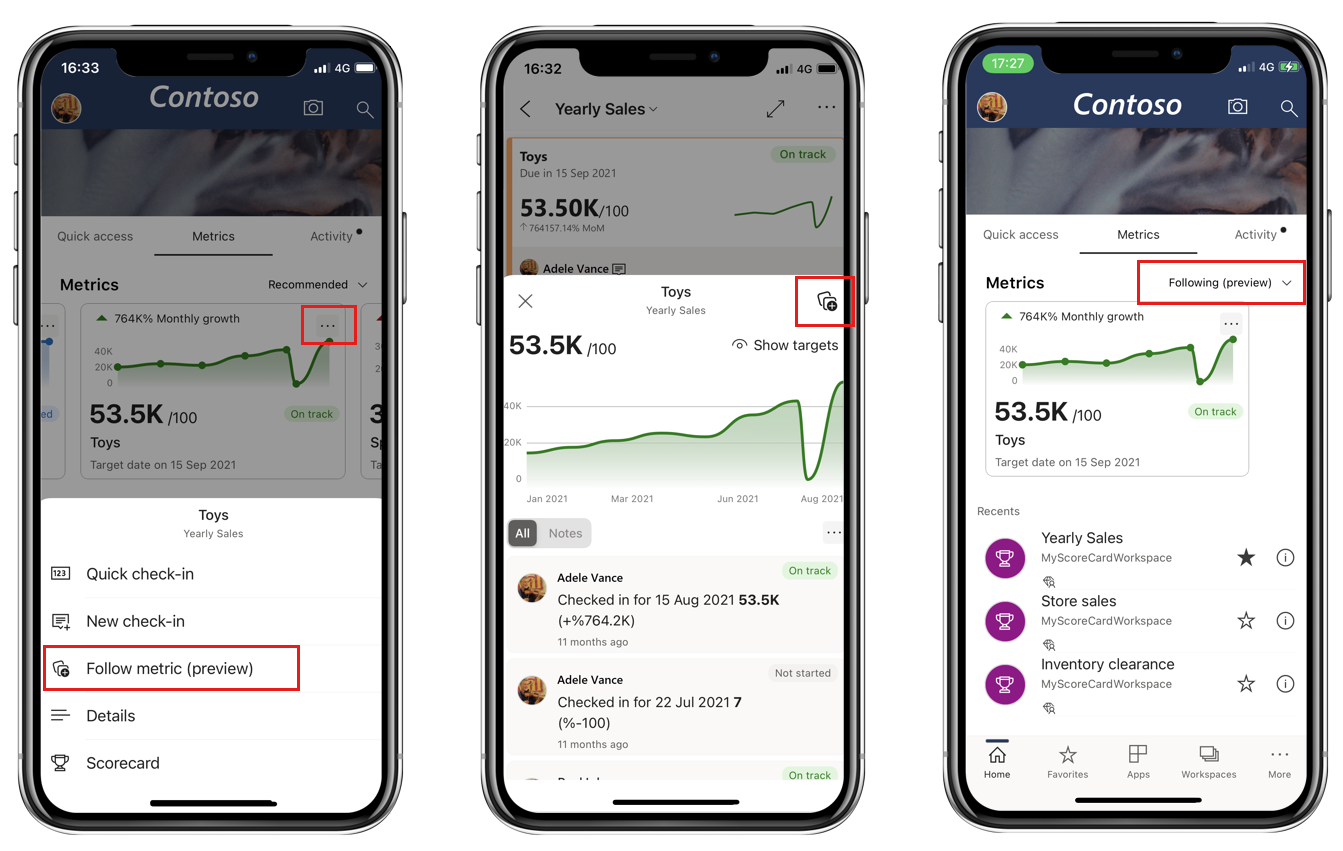 16:33
4G
Contoso
Quick access
Metrics
Activity
Metrics
Recommended
...
764K% Monthly growth
...
40K
20K
0
ed
53.5K /100
On track
Toys
Target date on 15 Sep 2021
Toys
Yearly Sales
123
Quick check-in
New check-in
Follow metric (preview)
Details
Scorecard
16:32
4G
Yearly Sales
...
Toys
On track
Due in 15 Sep 2021
53.50K/100
↑ 764157.14% MoM
Adele Vance
Toys
Yearly Sales
53.5K /100
Show targets
40K
20K
0
Jan 2021
Mar 2021
Jun 2021
Aug 2021
All
Notes
...
Adele Vance
On track
Checked in for 15 Aug 2021 53.5K
(+%764.2K)
11 months ago
Adele Vance
Not started
Checked in for 22 Jul 2021 7
(%-100)
11 months ago
On track
17:27
4G
Contoso
Quick access
Metrics
Activity
Metrics
Following (preview)
764K% Monthly growth
...
40K
20K
0
53.5K /100
On track
Toys
Target date on 15 Sep 2021
Recents
Yearly Sales
MyScoreCardWorkspace
Store sales
MyScoreCardWorkspace
Inventory clearance
MyScoreCardWorkspace
Home
Favorites
Apps
Workspaces
More